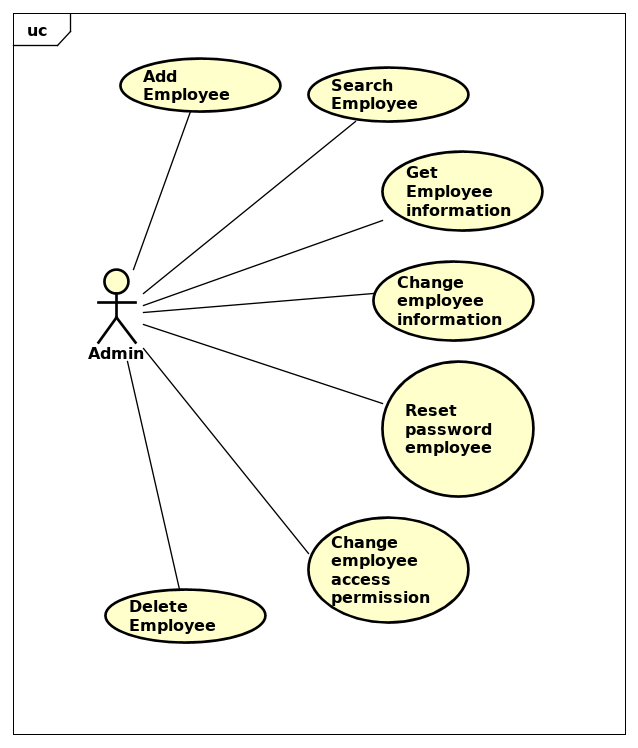 uc
Add
Employee
Search
Employee
Get
Employee
information
Change
employee
information
Admin
Reset
password
employee
Change
employee
access
permission
Delete
Employee